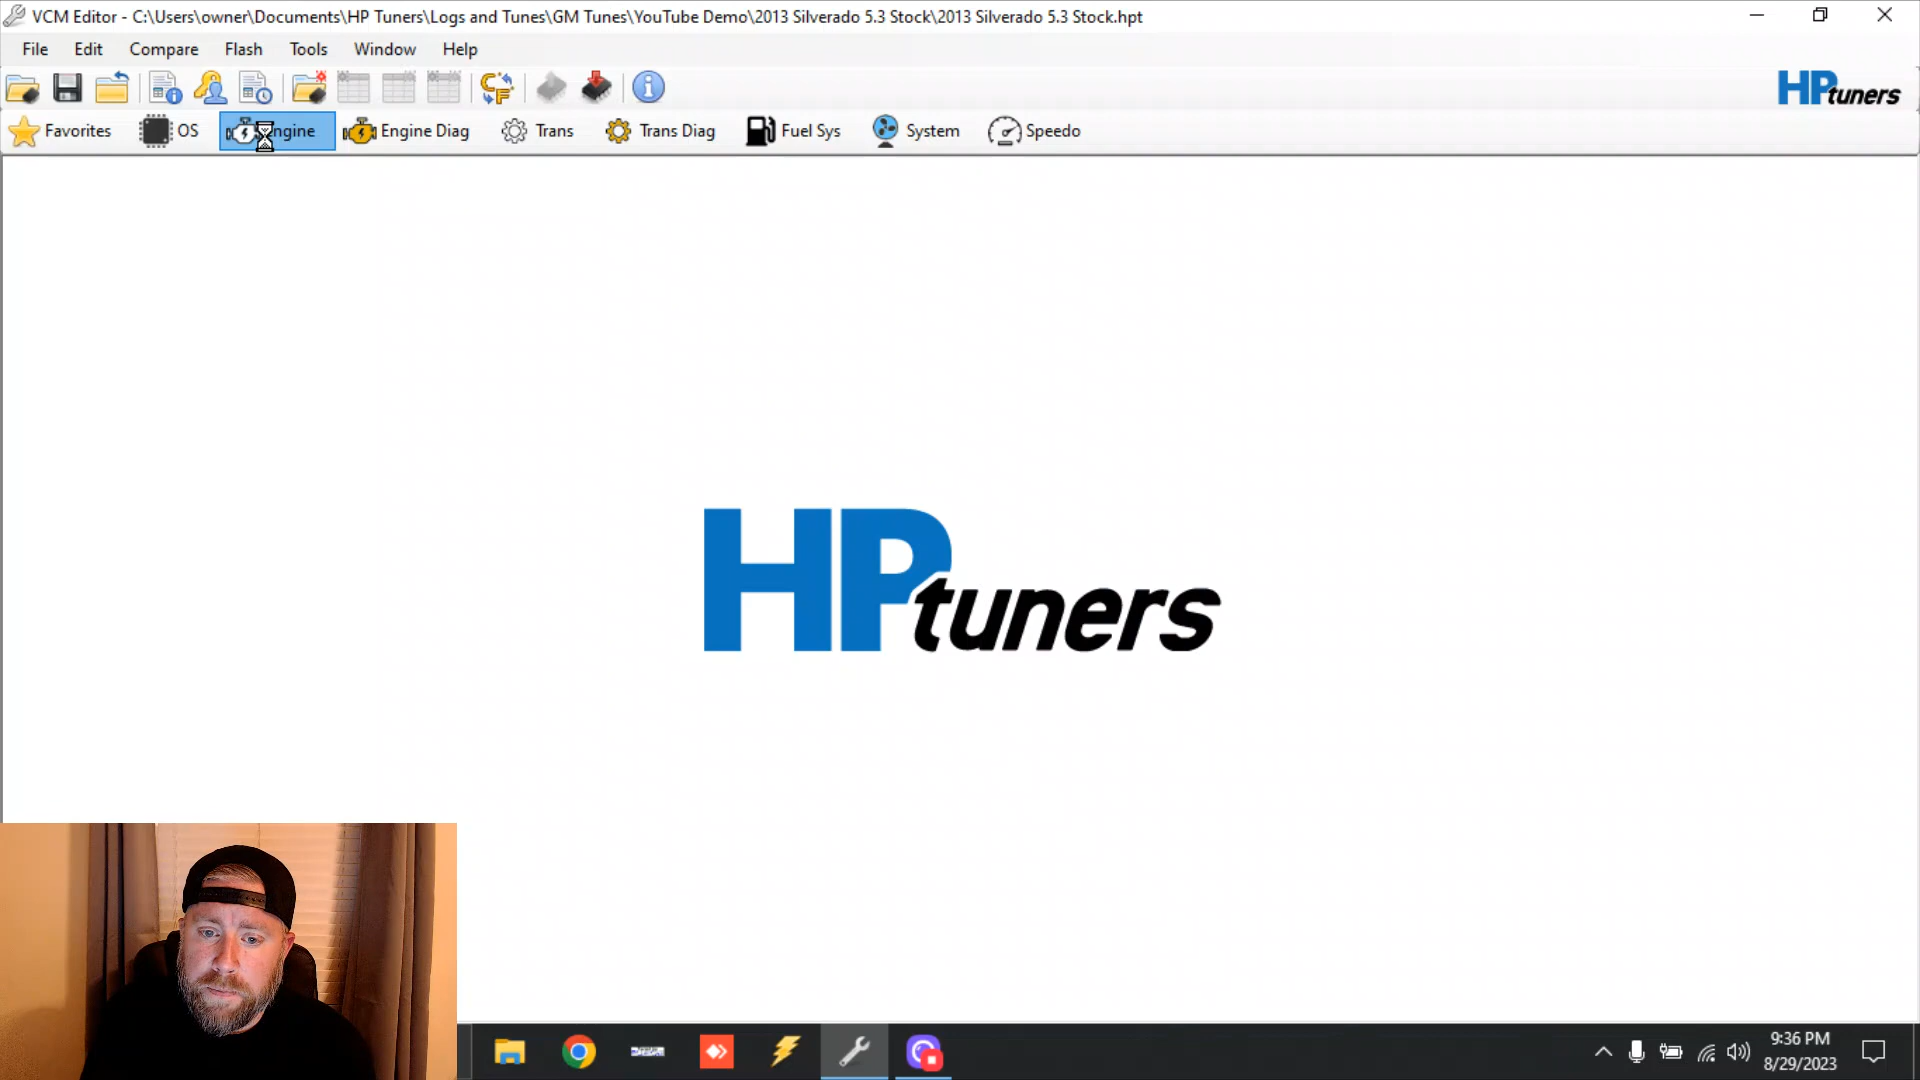 VCM Editor - C:\Users\owner\Documents\HP Tuners\Logs and Tunes\GM Tunes\YouTube Demo\2013 Silverado 5.3 Stock\2013 Silverado 5.3 Stock.hpt
File Edit Compare Flash Tools Window Help
HPtuners
Favorites OS Engine Engine Diag Trans Trans Diag Fuel Sys System Speedo
HPtuners
9:36 PM
8/29/2023